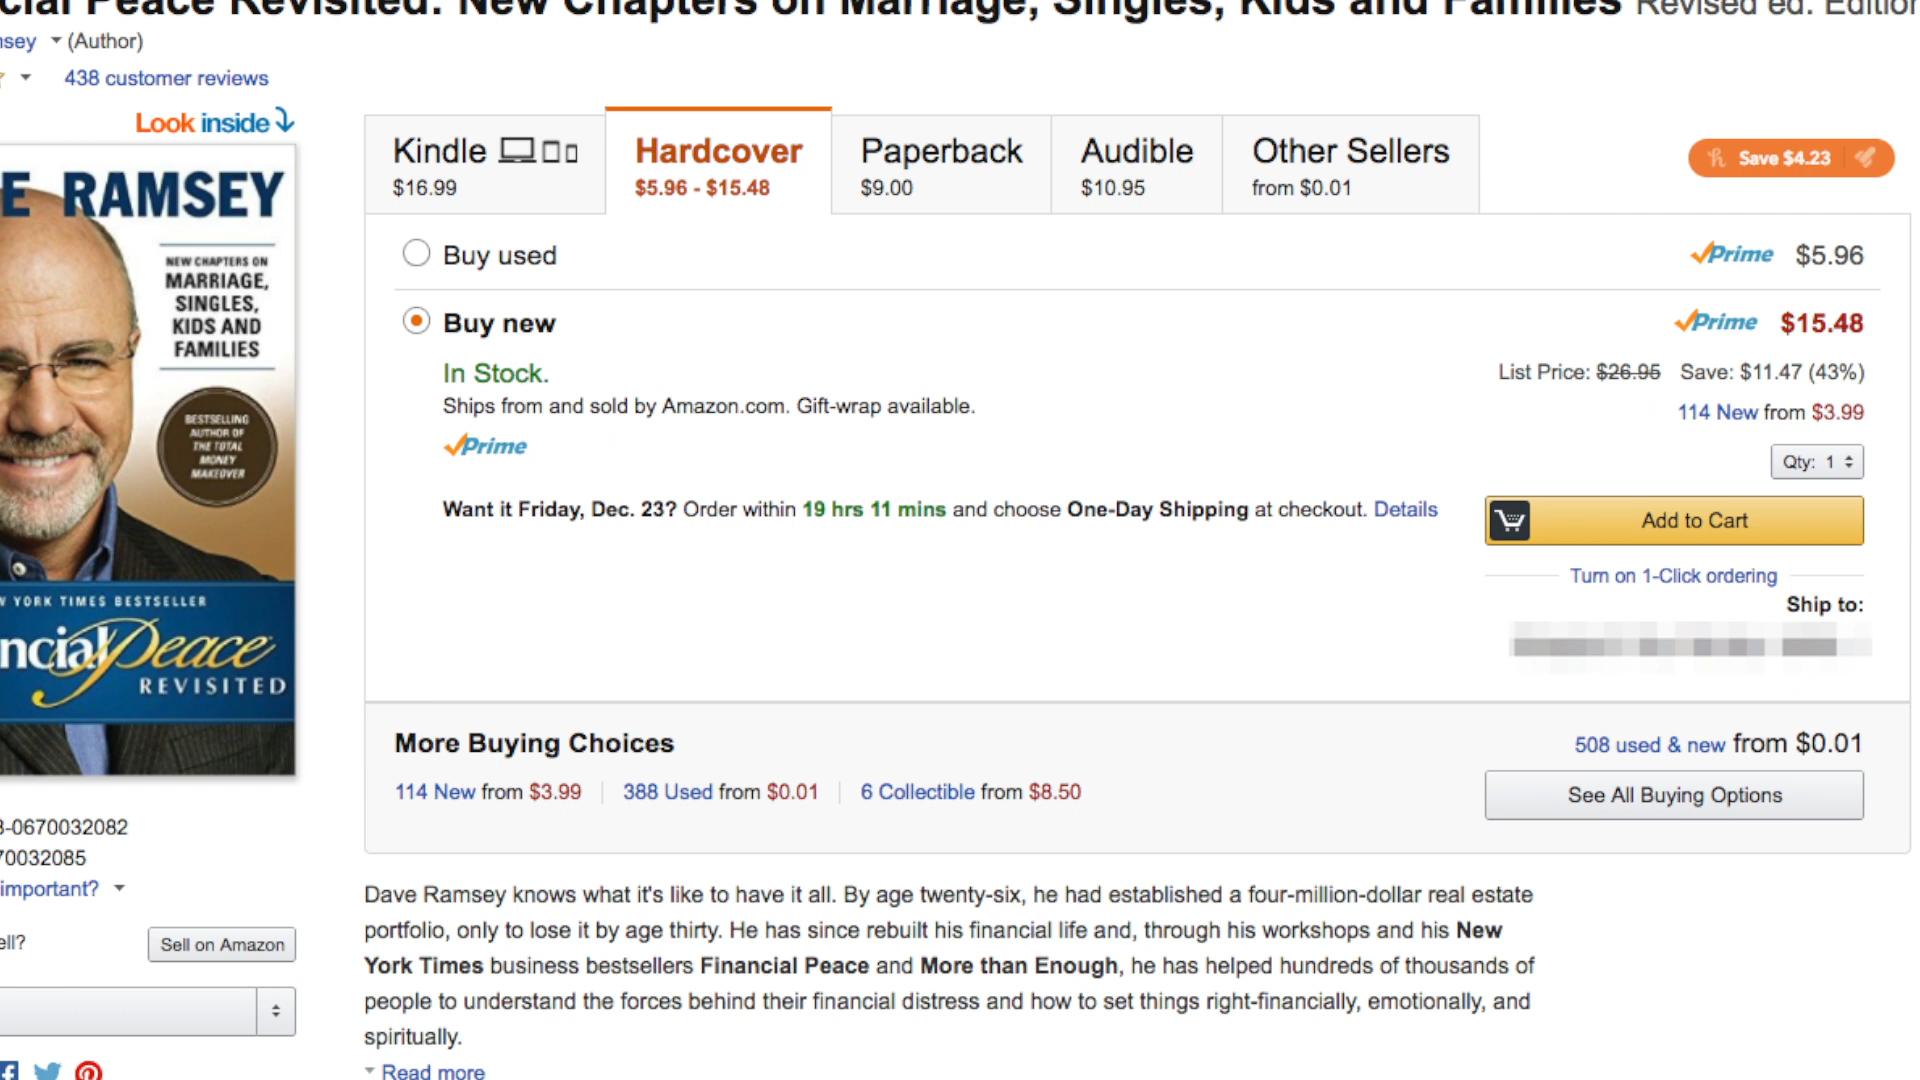 cial Peace Revisited: New Chapters on Marriage, Singles, Kids and Families Revised ed. Edition
msey (Author)
438 customer reviews
Look inside
E RAMSEY
NEW CHAPTERS ON
MARRIAGE,
SINGLES,
KIDS AND
FAMILIES
BESTSELLING
AUTHOR OF
THE TOTAL
MONEY
MAKEOVER
W YORK TIMES BESTSELLER
ncial Peace
REVISITED
3-0670032082
70032085
important?
ell?
Sell on Amazon
Kindle
$16.99
Hardcover
$5.96 - $15.48
Paperback
$9.00
Audible
$10.95
Other Sellers
from $0.01
Save $4.23
Buy used
Prime $5.96
Buy new
Prime $15.48
In Stock.
Ships from and sold by Amazon.com. Gift-wrap available.
Prime
List Price: $26.95 Save: $11.47 (43%)
114 New from $3.99
Qty: 1
Want it Friday, Dec. 23? Order within 19 hrs 11 mins and choose One-Day Shipping at checkout. Details
Add to Cart
Turn on 1-Click ordering
Ship to:
More Buying Choices
508 used & new from $0.01
114 New from $3.99
388 Used from $0.01
6 Collectible from $8.50
See All Buying Options
Dave Ramsey knows what it's like to have it all. By age twenty-six, he had established a four-million-dollar real estate
portfolio, only to lose it by age thirty. He has since rebuilt his financial life and, through his workshops and his New
York Times business bestsellers Financial Peace and More than Enough, he has helped hundreds of thousands of
people to understand the forces behind their financial distress and how to set things right-financially, emotionally, and
spiritually.
Read more